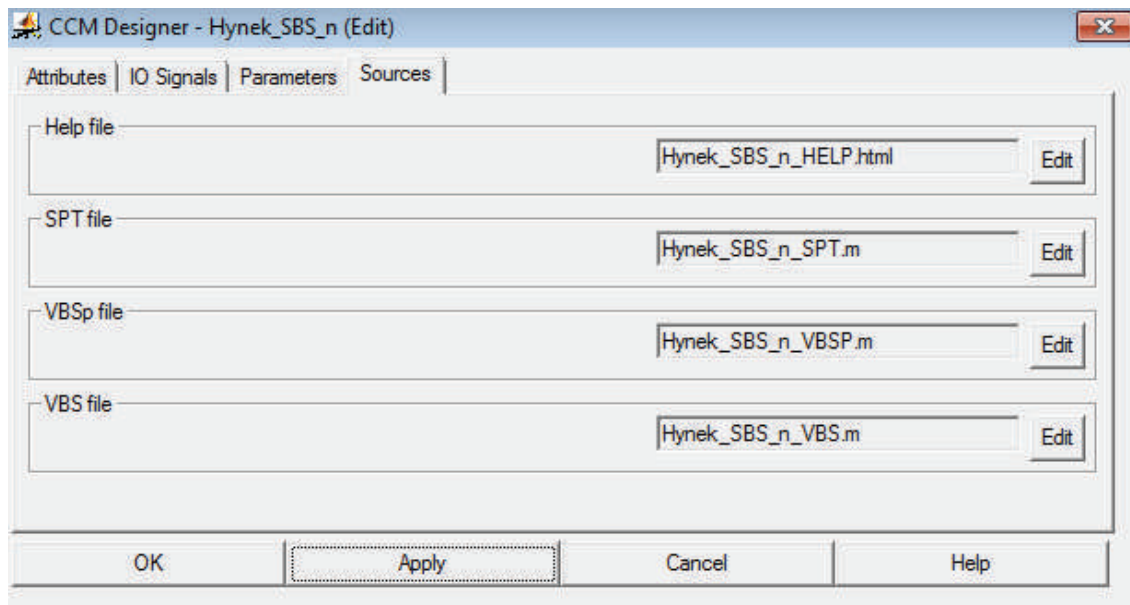 CCM Designer - Hynek_SBS_n (Edit)
Attributes IO Signals Parameters Sources
Help file
Hynek_SBS_n_HELP.html Edit
SPT file
Hynek_SBS_n_SPT.m Edit
VBSp file
Hynek_SBS_n_VBSP.m Edit
VBS file
Hynek_SBS_n_VBS.m Edit
OK Apply Cancel Help